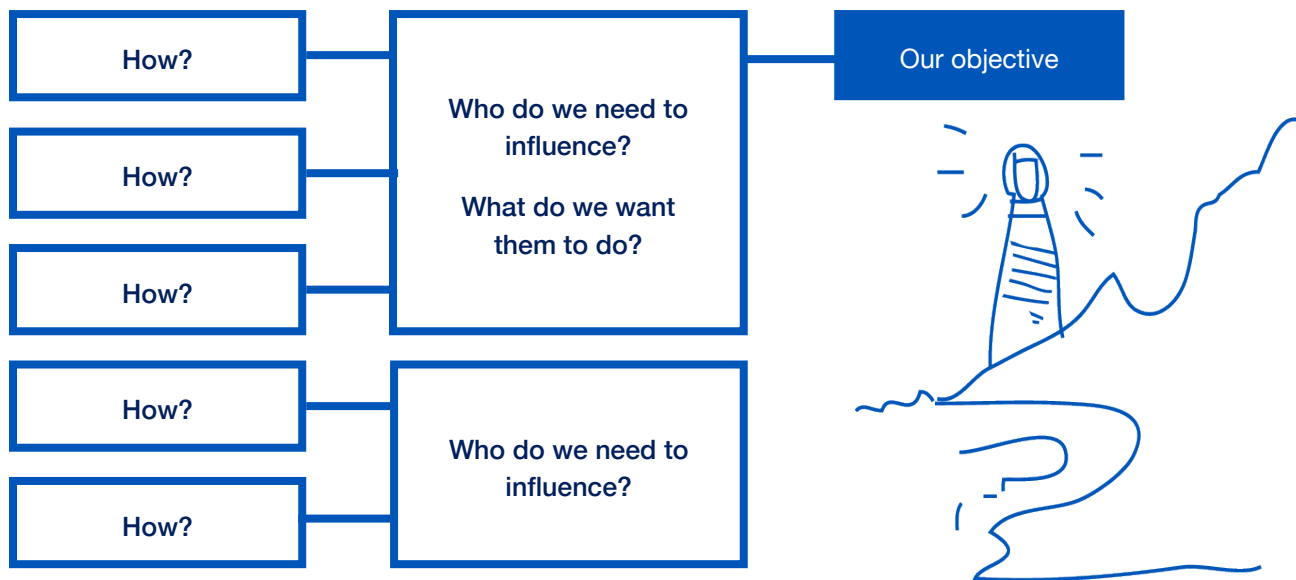 How?
How?
How?
How?
How?
Who do we need to
influence?
What do we want
them to do?
Who do we need to
influence?
Our objective